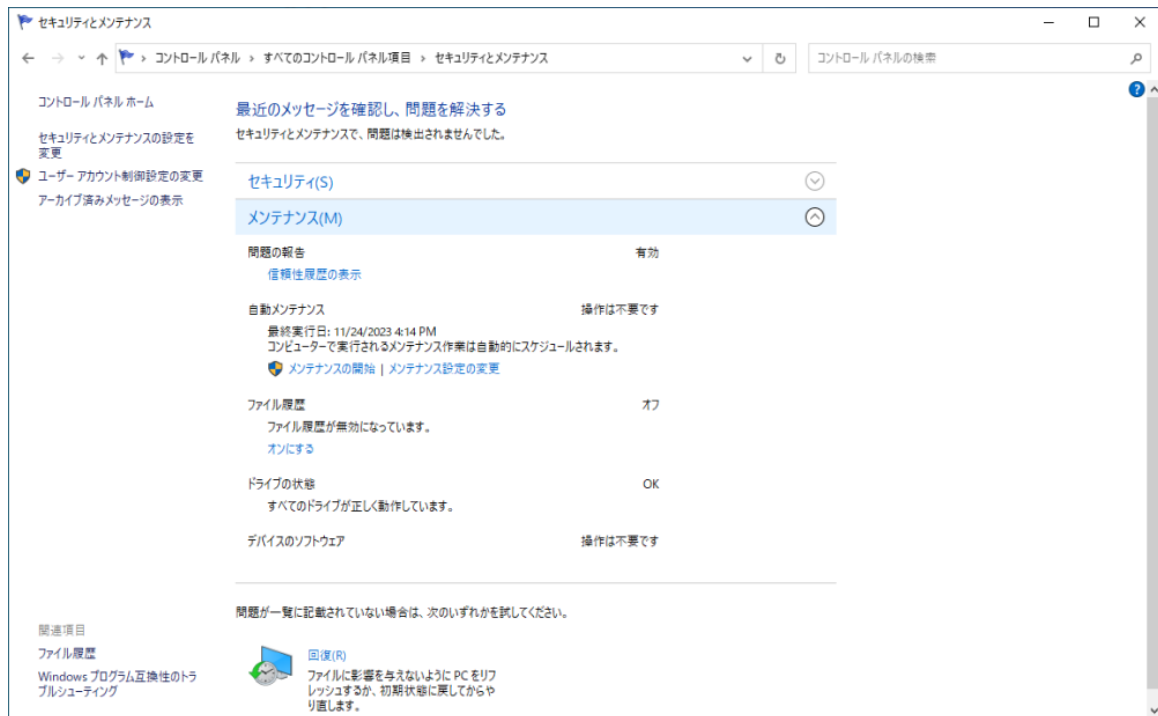 セキュリティとメンテナンス
コントロール パネル › すべてのコントロール パネル項目 › セキュリティとメンテナンス
コントロール パネルの検索
コントロール パネル ホーム
セキュリティとメンテナンスの設定を
変更
ユーザー アカウント制御設定の変更
アーカイブ済みメッセージの表示
最近のメッセージを確認し、問題を解決する
セキュリティとメンテナンスで、問題は検出されませんでした。
セキュリティ(S)
メンテナンス(M)
問題の報告 有効
信頼性履歴の表示
自動メンテナンス 操作は不要です
最終実行日: 11/24/2023 4:14 PM
コンピューターで実行されるメンテナンス作業は自動的にスケジュールされます。
メンテナンスの開始 | メンテナンス設定の変更
ファイル履歴 オフ
ファイル履歴が無効になっています。
オンにする
ドライブの状態 OK
すべてのドライブが正しく動作しています。
デバイスのソフトウェア 操作は不要です
問題が一覧に記載されていない場合は、次のいずれかを試してください。
回復(R)
ファイルに影響を与えないように PC をリフ
レッシュするか、初期状態に戻してからや
り直します。
関連項目
ファイル履歴
Windows プログラム互換性のトラ
ブルシューティング